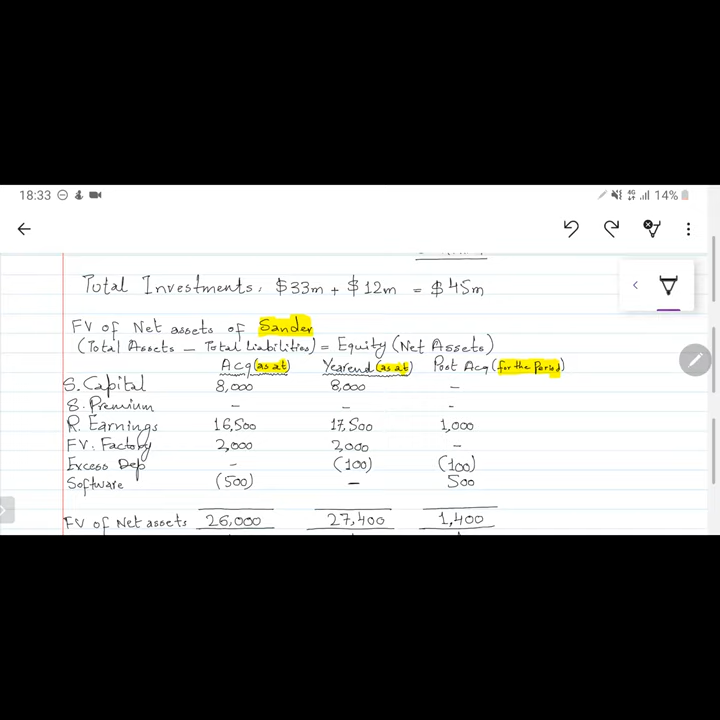 18:33 4G 14%
Total Investments: $33m + $12m = $45m
FV of Net assets of Sander
(Total Assets - Total Liabilities) = Equity (Net Assets)
Acq (as at) Yearend (as at) Post Acq (for the Period)
S. Capital 8,000 8,000 -
S. Premium - - -
R. Earnings 16,500 17,500 1,000
FV: Factory 2,000 2,000 -
Excess Dep - (100) (100)
Software (500) - 500
FV of Net assets 26,000 27,400 1,400